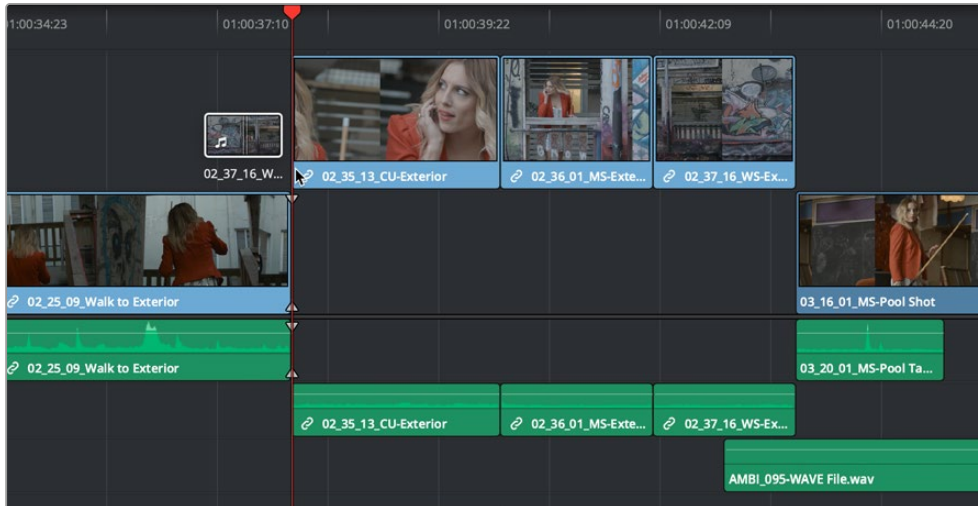 1:00:34:23
01:00:37:10
01:00:39:22
01:00:42:09
01:00:44:20
02_37_16_W...
02_35_13_CU-Exterior
02_36_01_MS-Exte...
02_37_16_WS-Ex...
02_25_09_Walk to Exterior
03_16_01_MS-Pool Shot
02_25_09_Walk to Exterior
03_20_01_MS-Pool Ta...
02_35_13_CU-Exterior
02_36_01_MS-Exte...
02_37_16_WS-Ex...
AMBI_095-WAVE File.wav